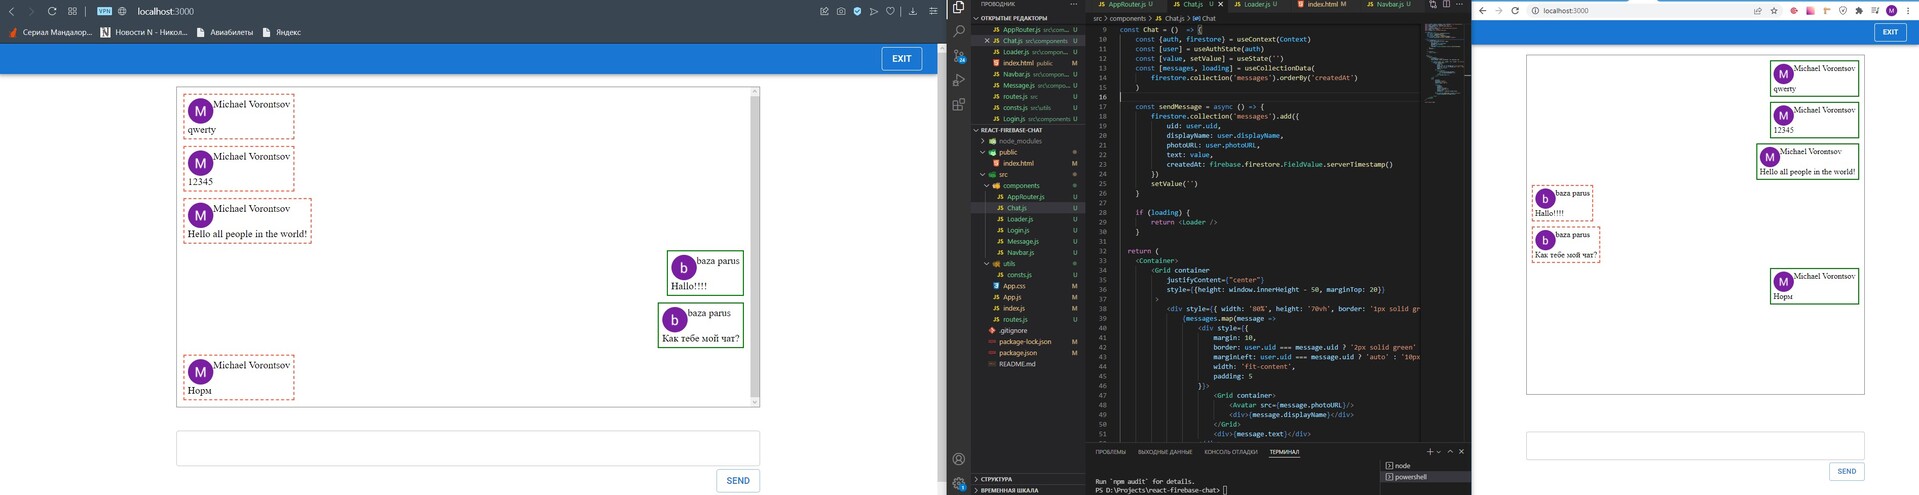 VPN localhost:3000
Сериал Мандалор... Новости N - Никол... Авиабилеты Яндекс
EXIT
M Michael Vorontsov
qwerty
M Michael Vorontsov
12345
M Michael Vorontsov
Hello all people in the world!
b baza parus
Hallo!!!!
b baza parus
Как тебе мой чат?
M Michael Vorontsov
Норм
SEND
ПРОВОДНИК
ОТКРЫТЫЕ РЕДАКТОРЫ
AppRouter.js src\com... U
Chat.js src\components U
Loader.js src\compon... U
index.html public M
Navbar.js src\compon... U
Message.js src\compo... U
routes.js src U
consts.js src\utils U
Login.js src\components U
REACT-FIREBASE-CHAT
node_modules
public
index.html M
src
components
AppRouter.js U
Chat.js U
Loader.js U
Login.js U
Message.js U
Navbar.js U
utils
consts.js U
App.css M
App.js M
index.js M
routes.js U
.gitignore
package-lock.json M
package.json M
README.md
СТРУКТУРА
ВРЕМЕННАЯ ШКАЛА
AppRouter.js U Chat.js U Loader.js U index.html M Navbar.js U
src > components > Chat.js > Chat
9 const Chat = () => {
10 const {auth, firestore} = useContext(Context)
11 const [user] = useAuthState(auth)
12 const [value, setValue] = useState('')
13 const [messages, loading] = useCollectionData(
14 firestore.collection('messages').orderBy('createdAt')
15 )
16
17 const sendMessage = async () => {
18 firestore.collection('messages').add({
19 uid: user.uid,
20 displayName: user.displayName,
21 photoURL: user.photoURL,
22 text: value,
23 createdAt: firebase.firestore.FieldValue.serverTimestamp()
24 })
25 setValue('')
26 }
27
28 if (loading) {
29 return <Loader />
30 }
31
32 return (
33 <Container>
34 <Grid container
35 justifyContent={"center"}
36 style={{height: window.innerHeight - 50, marginTop: 20}}
37 >
38 <div style={{ width: '80%', height: '70vh', border: '1px solid gr
39 {messages.map(message =>
40 <div style={{
41 margin: 10,
42 border: user.uid === message.uid ? '2px solid green'
43 marginLeft: user.uid === message.uid ? 'auto' : '10px
44 width: 'fit-content',
45 padding: 5
46 }}>
47 <Grid container>
48 <Avatar src={message.photoURL}/>
49 <div>{message.displayName}</div>
50 </Grid>
51 <div>{message.text}</div>
ПРОБЛЕМЫ ВЫХОДНЫЕ ДАННЫЕ КОНСОЛЬ ОТЛАДКИ ТЕРМИНАЛ
node
powershell
Run `npm audit` for details.
PS D:\Projects\react-firebase-chat>
localhost:3000
EXIT
Michael Vorontsov
qwerty
Michael Vorontsov
12345
Michael Vorontsov
Hello all people in the world!
b baza parus
Hallo!!!!
b baza parus
Как тебе мой чат?
Michael Vorontsov
Норм
SEND